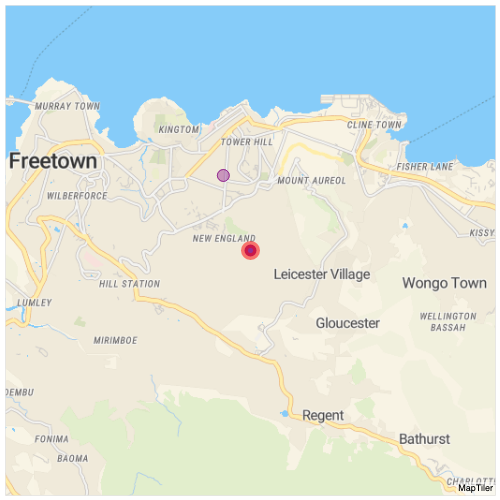 MURRAY TOWN
KINGTOM
CLINE TOWN
TOWER HILL
Freetown
FISHER LANE
MOUNT AUREOL
WILBERFORCE
KISSY
NEW ENGLAND
Leicester Village
HILL STATION
Wongo Town
LUMLEY
WELLINGTON
BASSAH
Gloucester
MIRIMBOE
DEMBU
Regent
FONIMA
Bathurst
BAOMA
CHARLOTTE
MapTiler